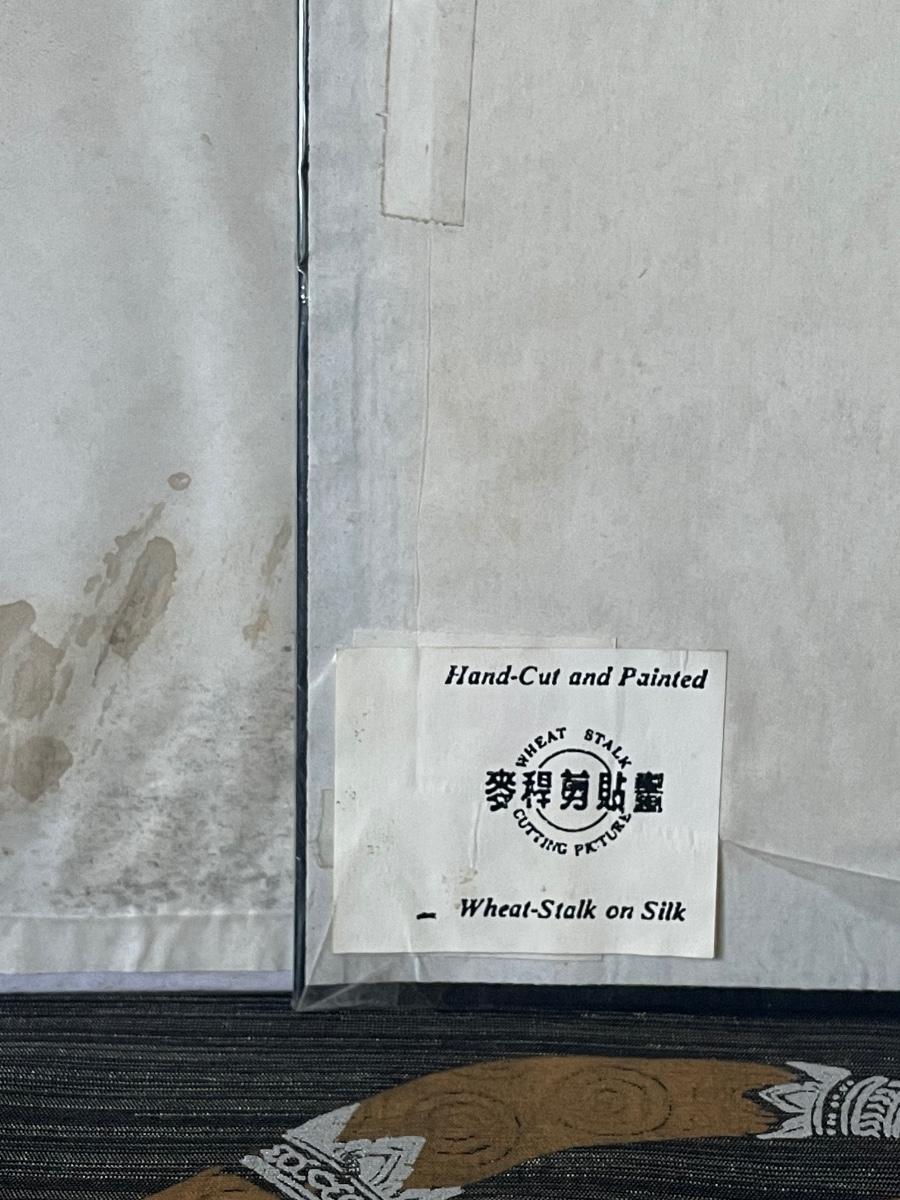 Hand-Cut and Painted
WHEAT STALK
麥稈剪貼畫
CUTTING PICTURE
Wheat-Stalk on Silk